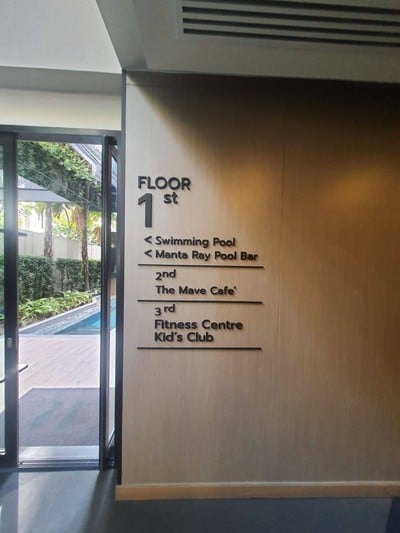 FLOOR
1st
< Swimming Pool
< Manta Ray Pool Bar
2nd
The Mave Cafe'
3rd
Fitness Centre
Kid's Club